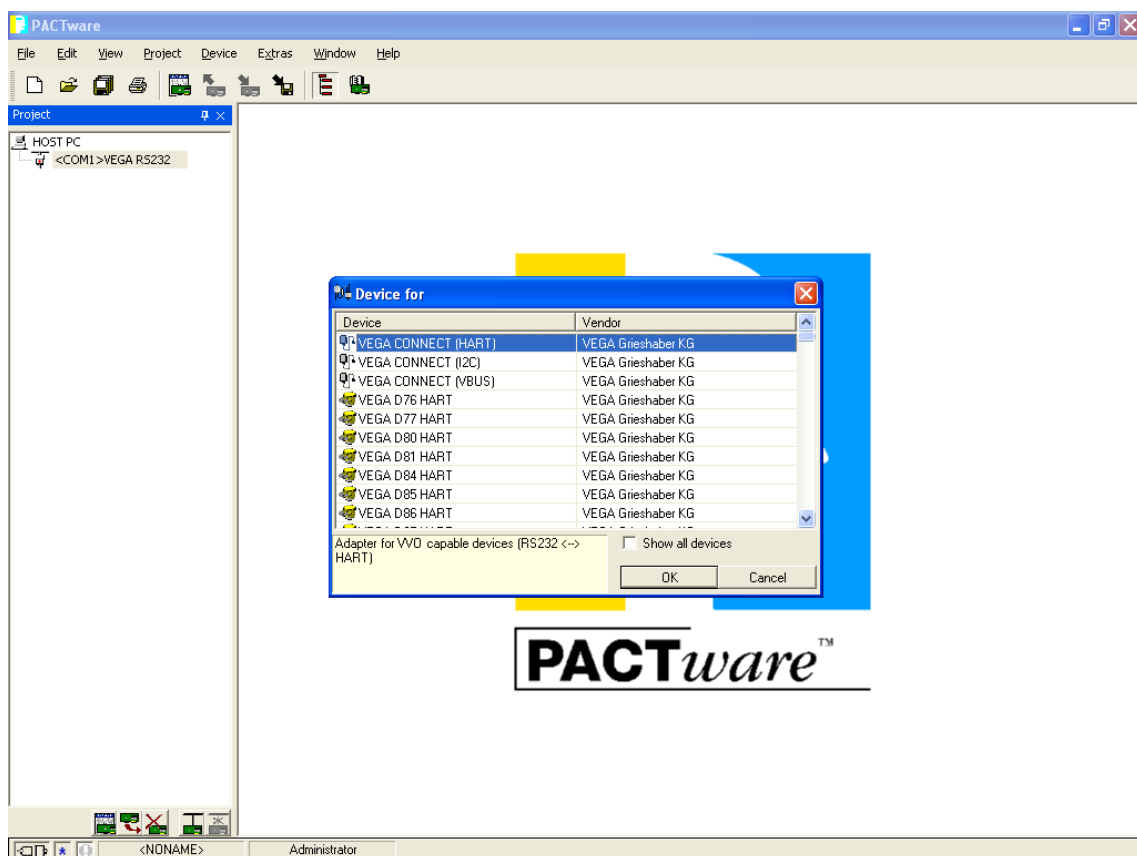 PACTware
File Edit View Project Device Extras Window Help
Project
HOST PC
<COM1>VEGA RS232
Device for
Device Vendor
VEGA CONNECT (HART) VEGA Grieshaber KG
VEGA CONNECT (I2C) VEGA Grieshaber KG
VEGA CONNECT (VBUS) VEGA Grieshaber KG
VEGA D76 HART VEGA Grieshaber KG
VEGA D77 HART VEGA Grieshaber KG
VEGA D80 HART VEGA Grieshaber KG
VEGA D81 HART VEGA Grieshaber KG
VEGA D84 HART VEGA Grieshaber KG
VEGA D85 HART VEGA Grieshaber KG
VEGA D86 HART VEGA Grieshaber KG
Adapter for VVO capable devices (RS232 <-->
HART)
Show all devices
OK Cancel
PACTware™
<NONAME> Administrator